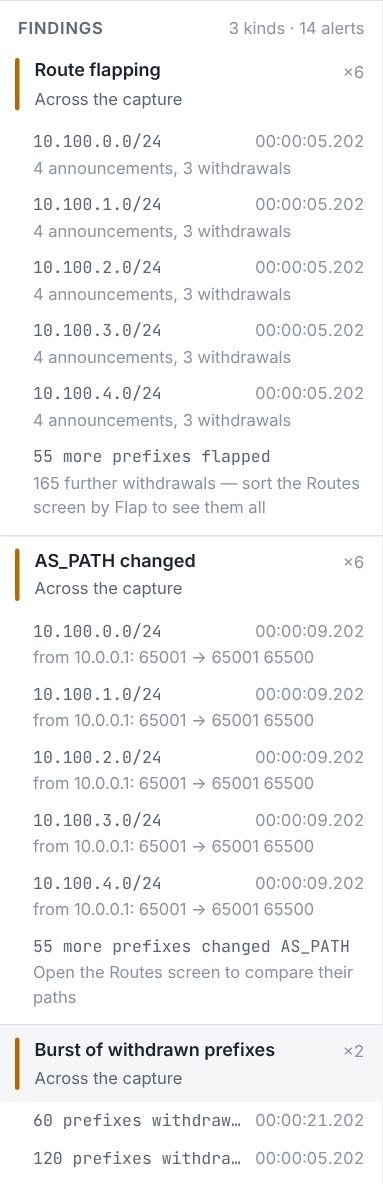 FINDINGS 3 kinds · 14 alerts
Route flapping ×6
Across the capture
10.100.0.0/24 00:00:05.202
4 announcements, 3 withdrawals
10.100.1.0/24 00:00:05.202
4 announcements, 3 withdrawals
10.100.2.0/24 00:00:05.202
4 announcements, 3 withdrawals
10.100.3.0/24 00:00:05.202
4 announcements, 3 withdrawals
10.100.4.0/24 00:00:05.202
4 announcements, 3 withdrawals
55 more prefixes flapped
165 further withdrawals — sort the Routes
screen by Flap to see them all
AS_PATH changed ×6
Across the capture
10.100.0.0/24 00:00:09.202
from 10.0.0.1: 65001 → 65001 65500
10.100.1.0/24 00:00:09.202
from 10.0.0.1: 65001 → 65001 65500
10.100.2.0/24 00:00:09.202
from 10.0.0.1: 65001 → 65001 65500
10.100.3.0/24 00:00:09.202
from 10.0.0.1: 65001 → 65001 65500
10.100.4.0/24 00:00:09.202
from 10.0.0.1: 65001 → 65001 65500
55 more prefixes changed AS_PATH
Open the Routes screen to compare their
paths
Burst of withdrawn prefixes ×2
Across the capture
60 prefixes withdraw… 00:00:21.202
120 prefixes withdra… 00:00:05.202